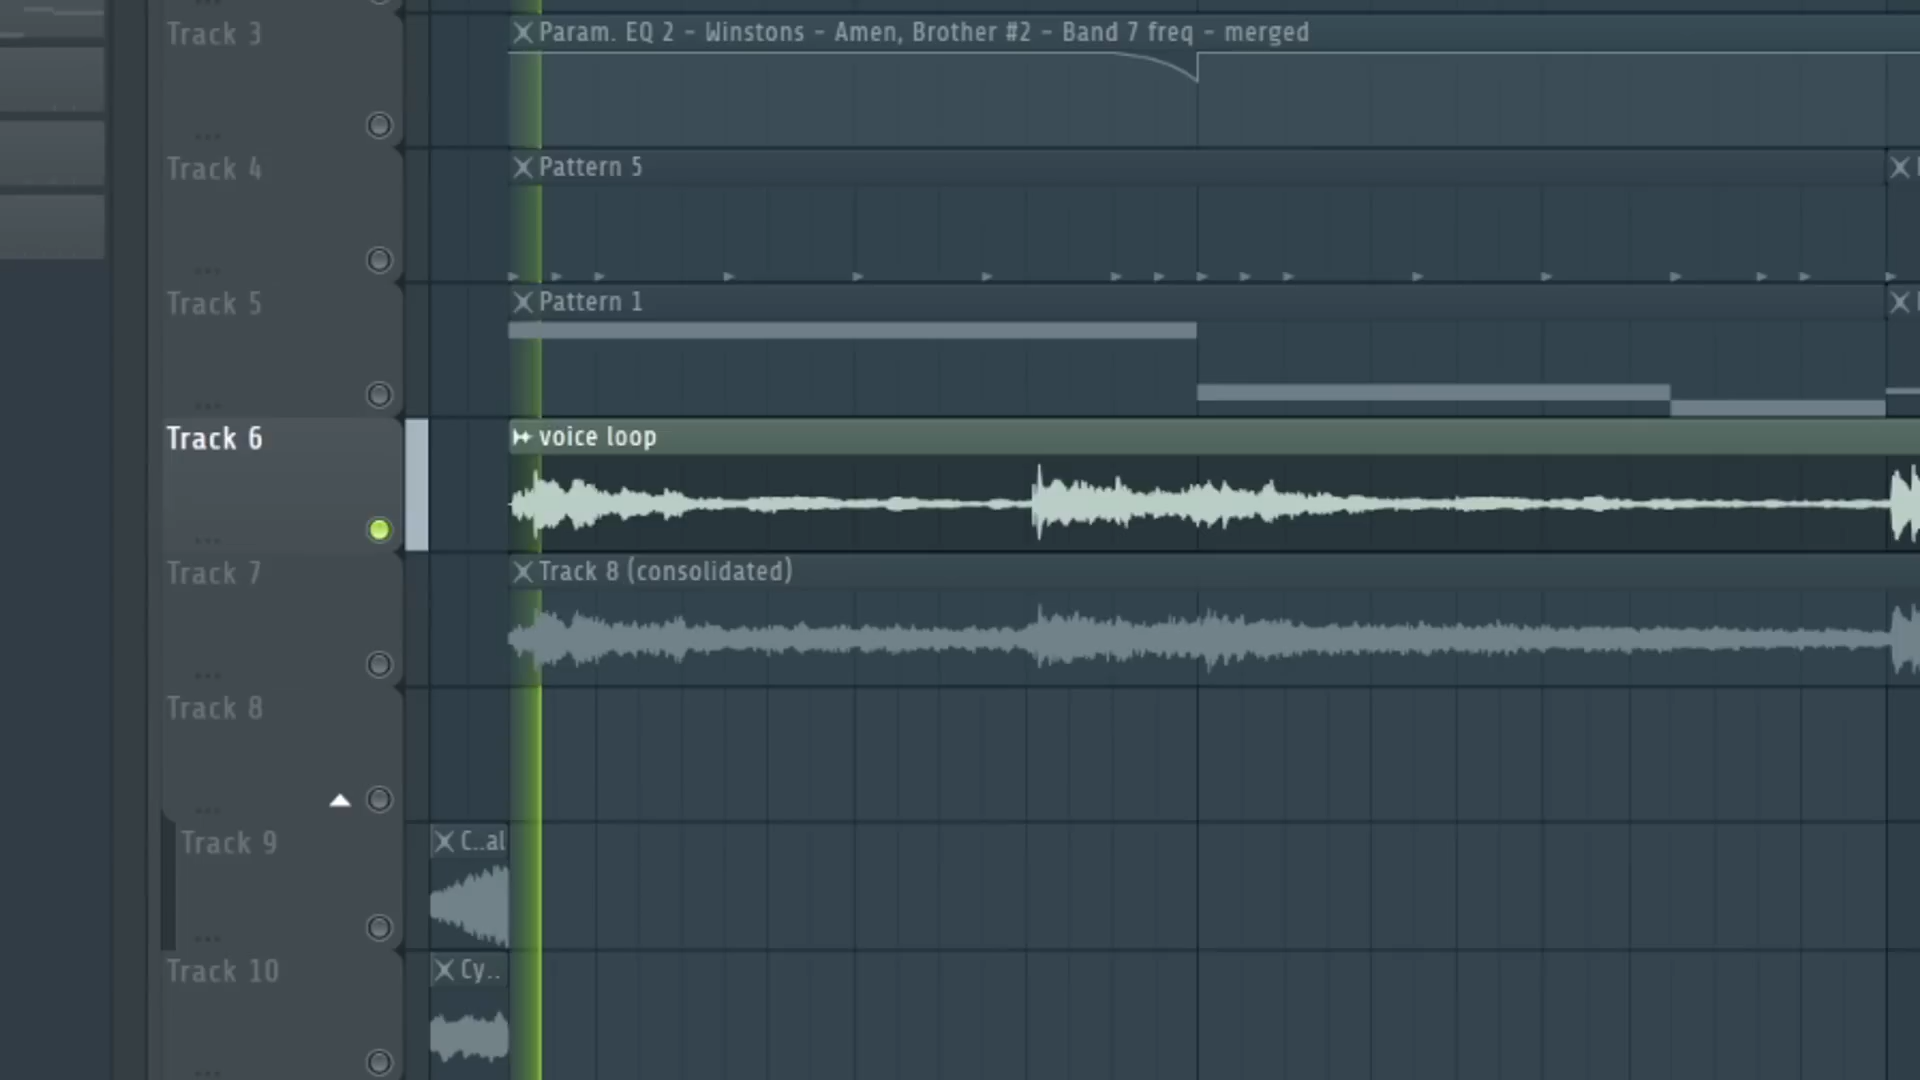 Track 3
Param. EQ 2 - Winstons - Amen, Brother #2 - Band 7 freq - merged
Track 4
Pattern 5
Track 5
Pattern 1
Track 6
voice loop
Track 7
Track 8 (consolidated)
Track 8
Track 9
C..al
Track 10
Cy..